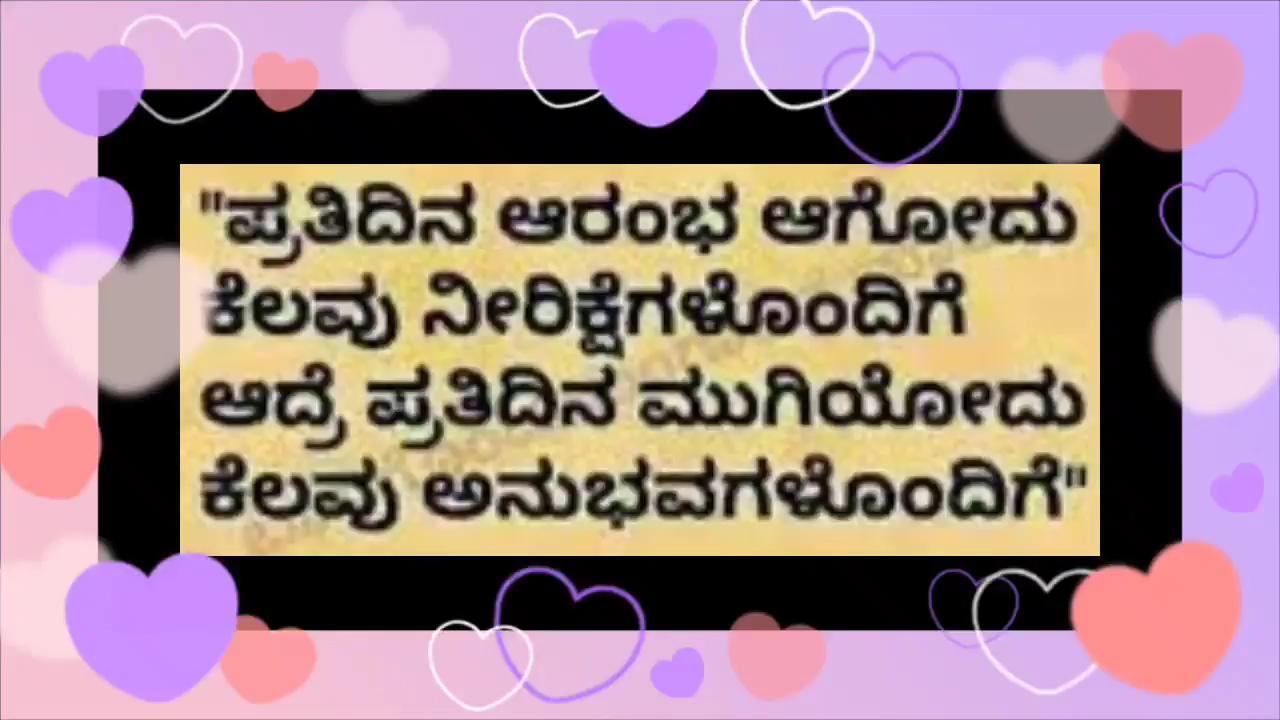 "ಪ್ರತಿದಿನ ಆರಂಭ ಆಗೋದು
ಕೆಲವು ನೀರಿಕ್ಷೆಗಳೊಂದಿಗೆ
ಆದ್ರೆ ಪ್ರತಿದಿನ ಮುಗಿಯೋದು
ಕೆಲವು ಅನುಭವಗಳೊಂದಿಗೆ"